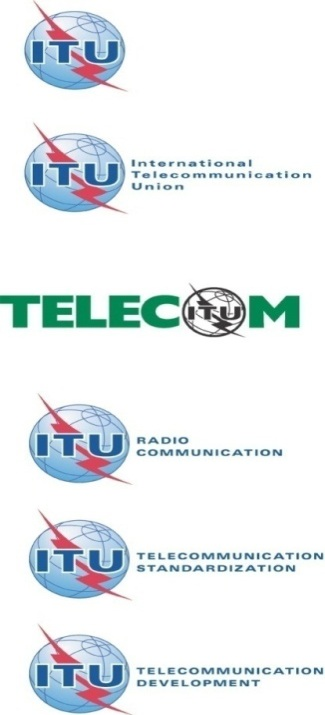 ITU
ITU International
Telecommunication
Union
TELECOM
ITU
ITU RADIO
COMMUNICATION
ITU TELECOMMUNICATION
STANDARDIZATION
ITU TELECOMMUNICATION
DEVELOPMENT